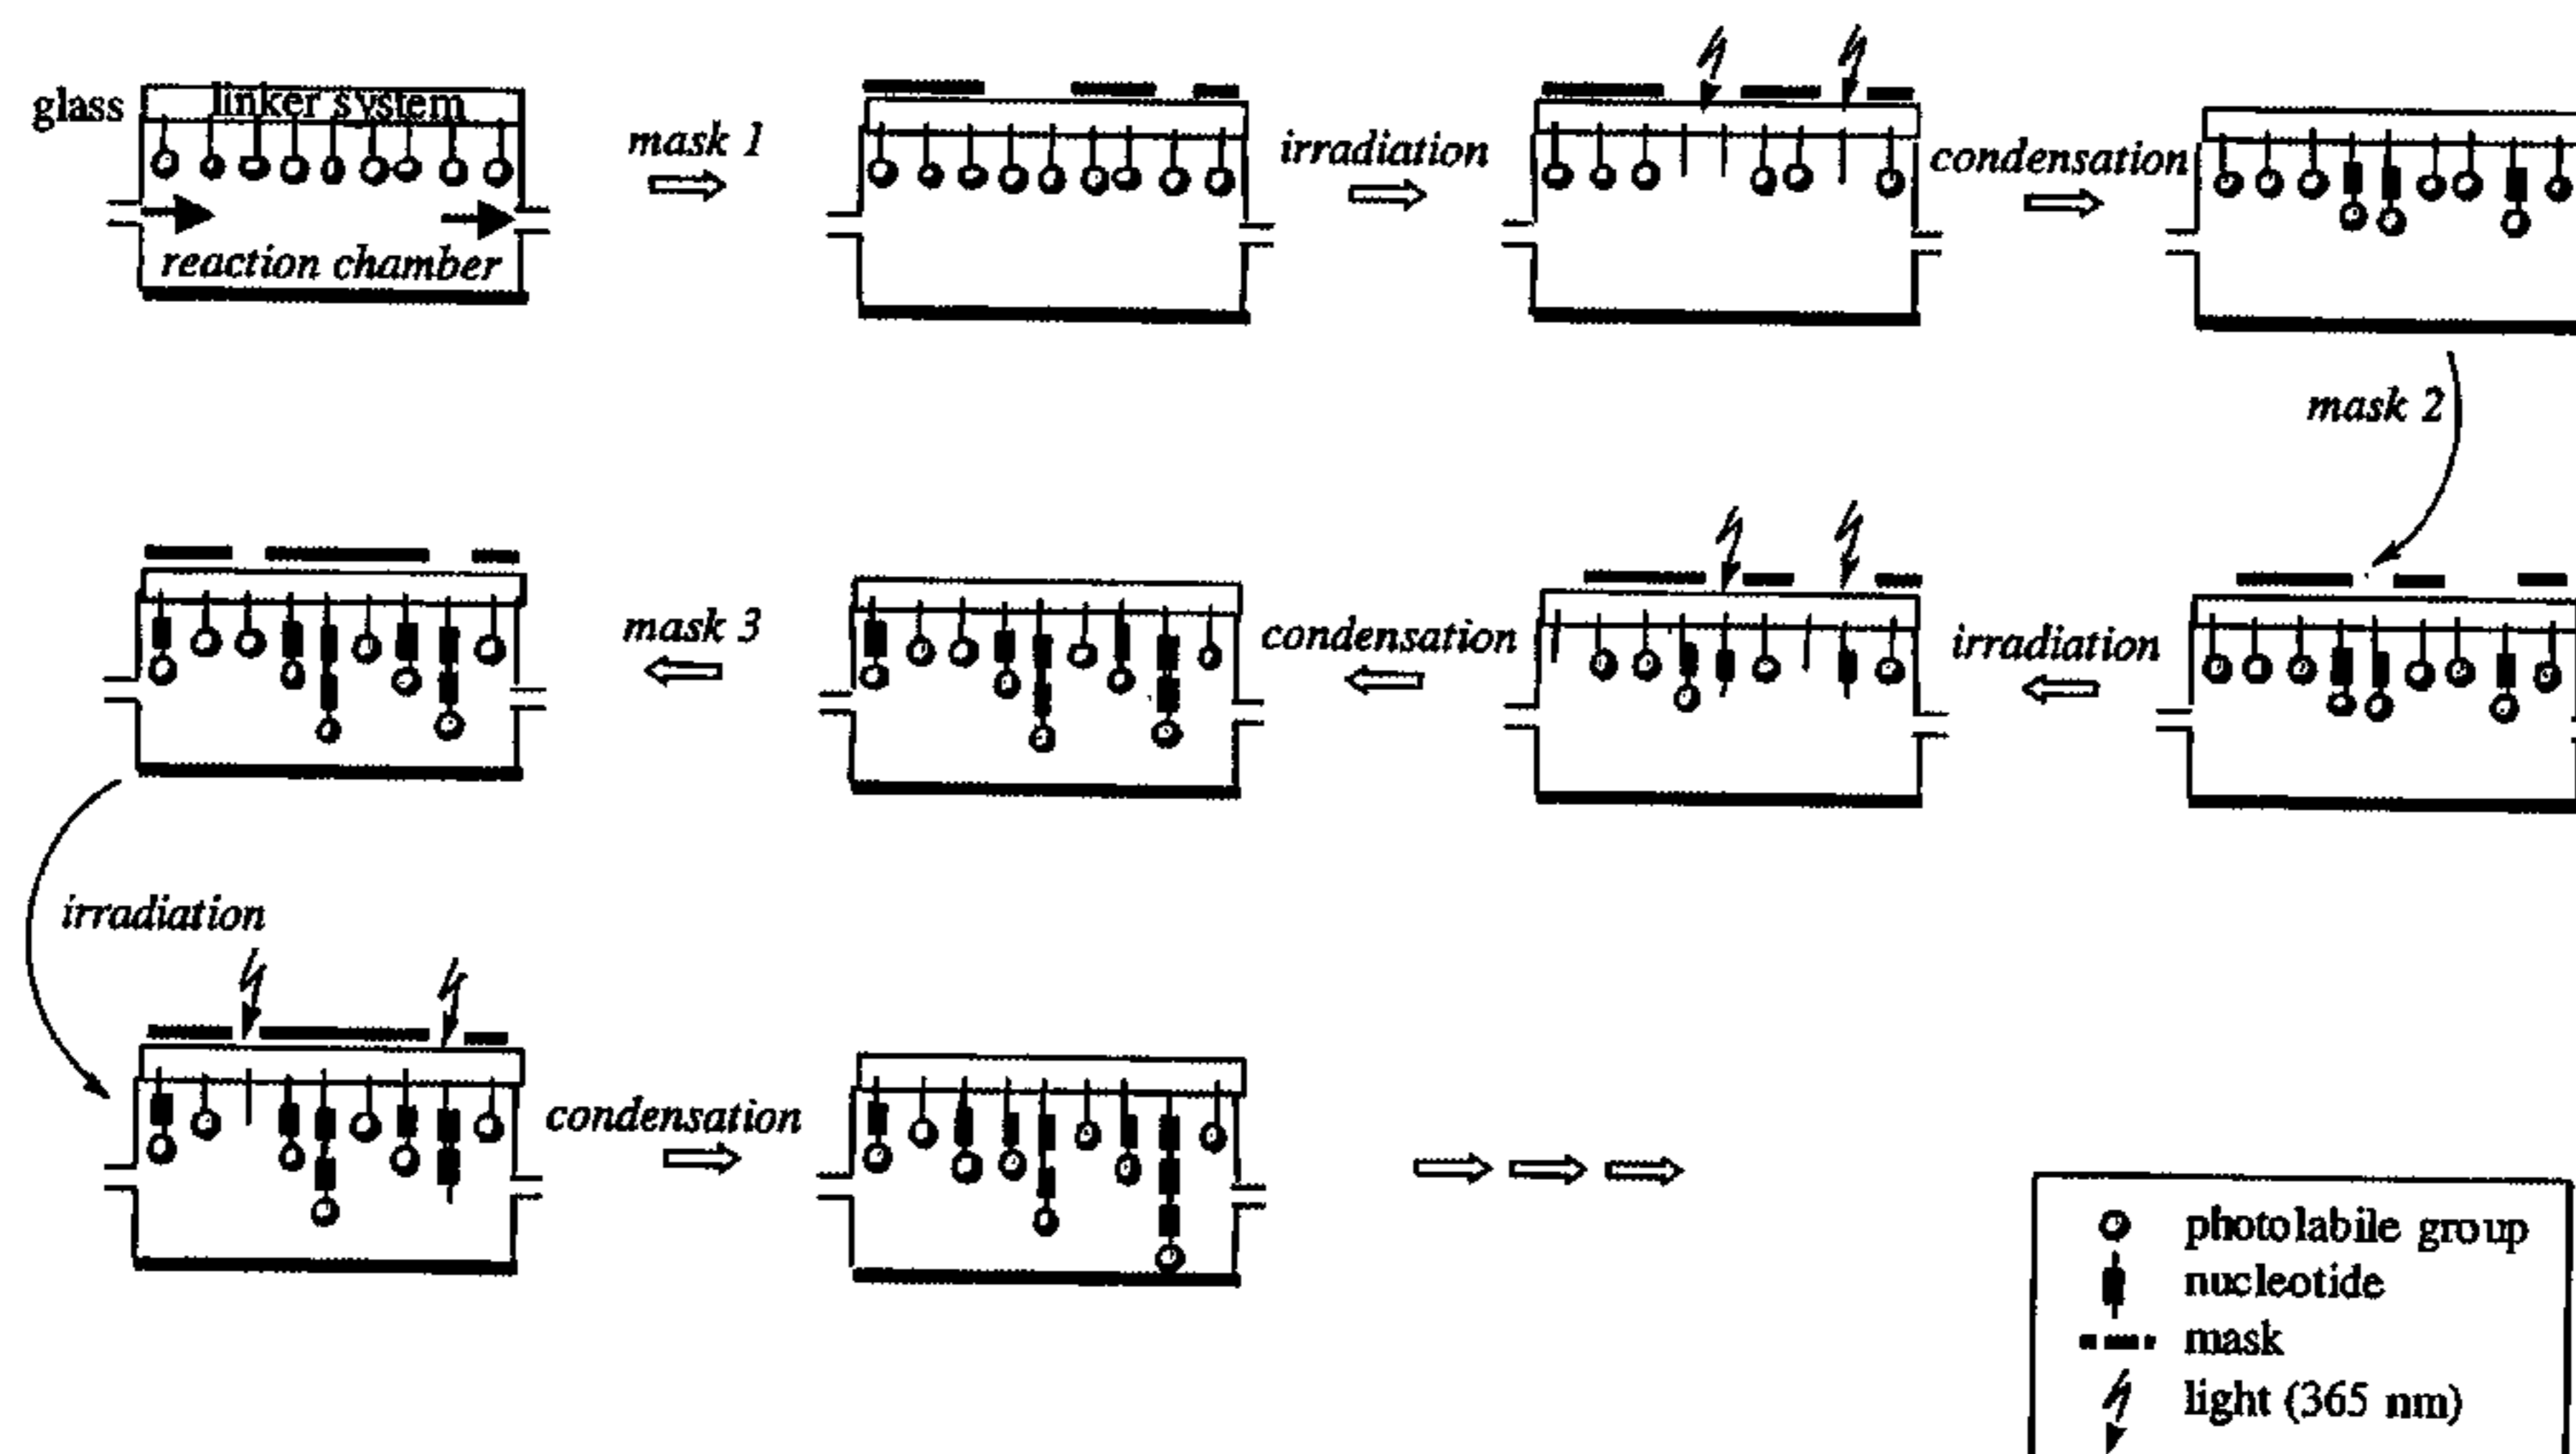 glass
linker system
reaction chamber
mask 1
irradiation
condensation
mask 2
irradiation
condensation
mask 3
irradiation
condensation
photolabile group
nucleotide
mask
light (365 nm)